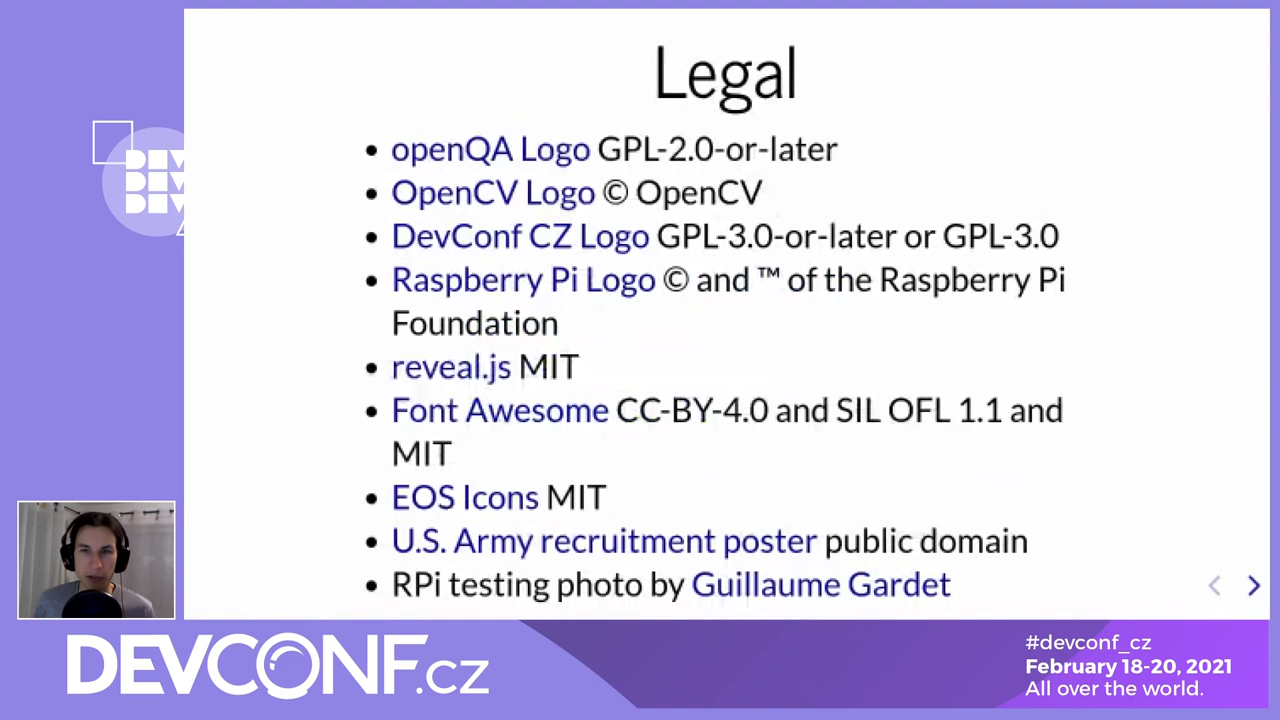 Legal
openQA Logo GPL-2.0-or-later
OpenCV Logo © OpenCV
DevConf CZ Logo GPL-3.0-or-later or GPL-3.0
Raspberry Pi Logo © and ™ of the Raspberry Pi
Foundation
reveal.js MIT
Font Awesome CC-BY-4.0 and SIL OFL 1.1 and
MIT
EOS Icons MIT
U.S. Army recruitment poster public domain
RPi testing photo by Guillaume Gardet
DEV
DEV
DEV
DEVCONF.cz
#devconf_cz
February 18-20, 2021
All over the world.